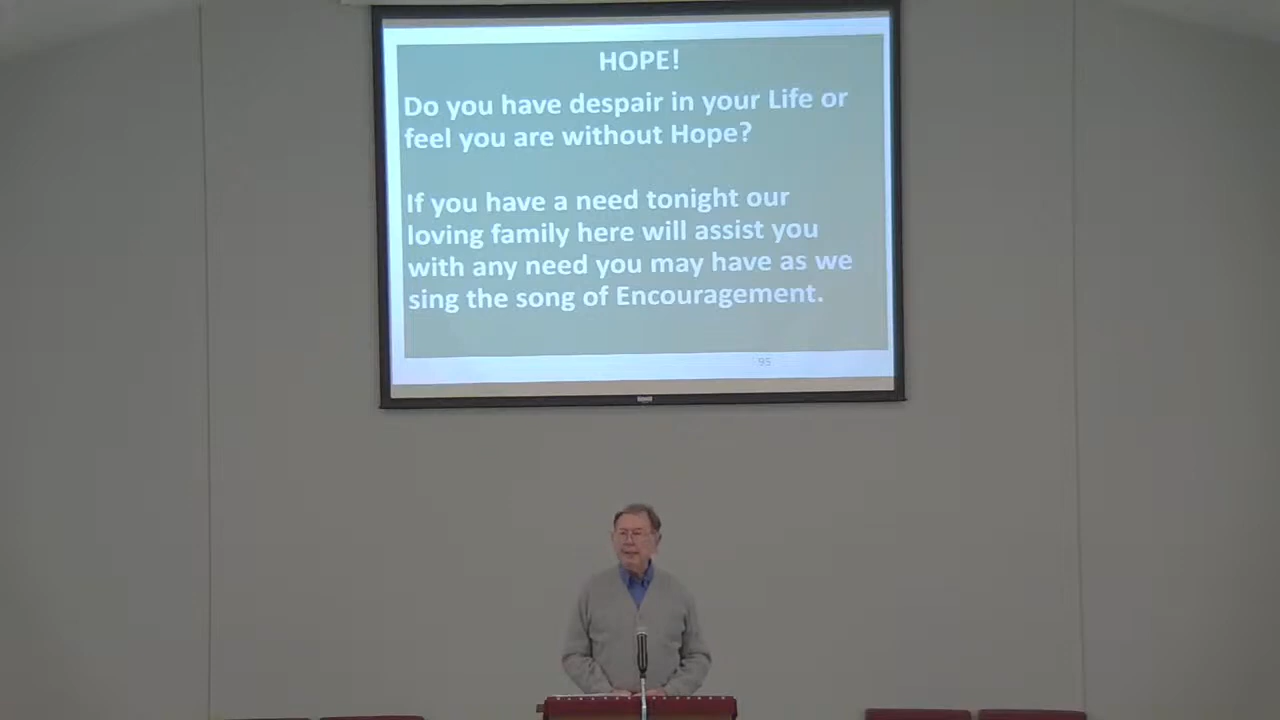 HOPE!
Do you have despair in your Life or
feel you are without Hope?
If you have a need tonight our
loving family here will assist you
with any need you may have as we
sing the song of Encouragement.
95